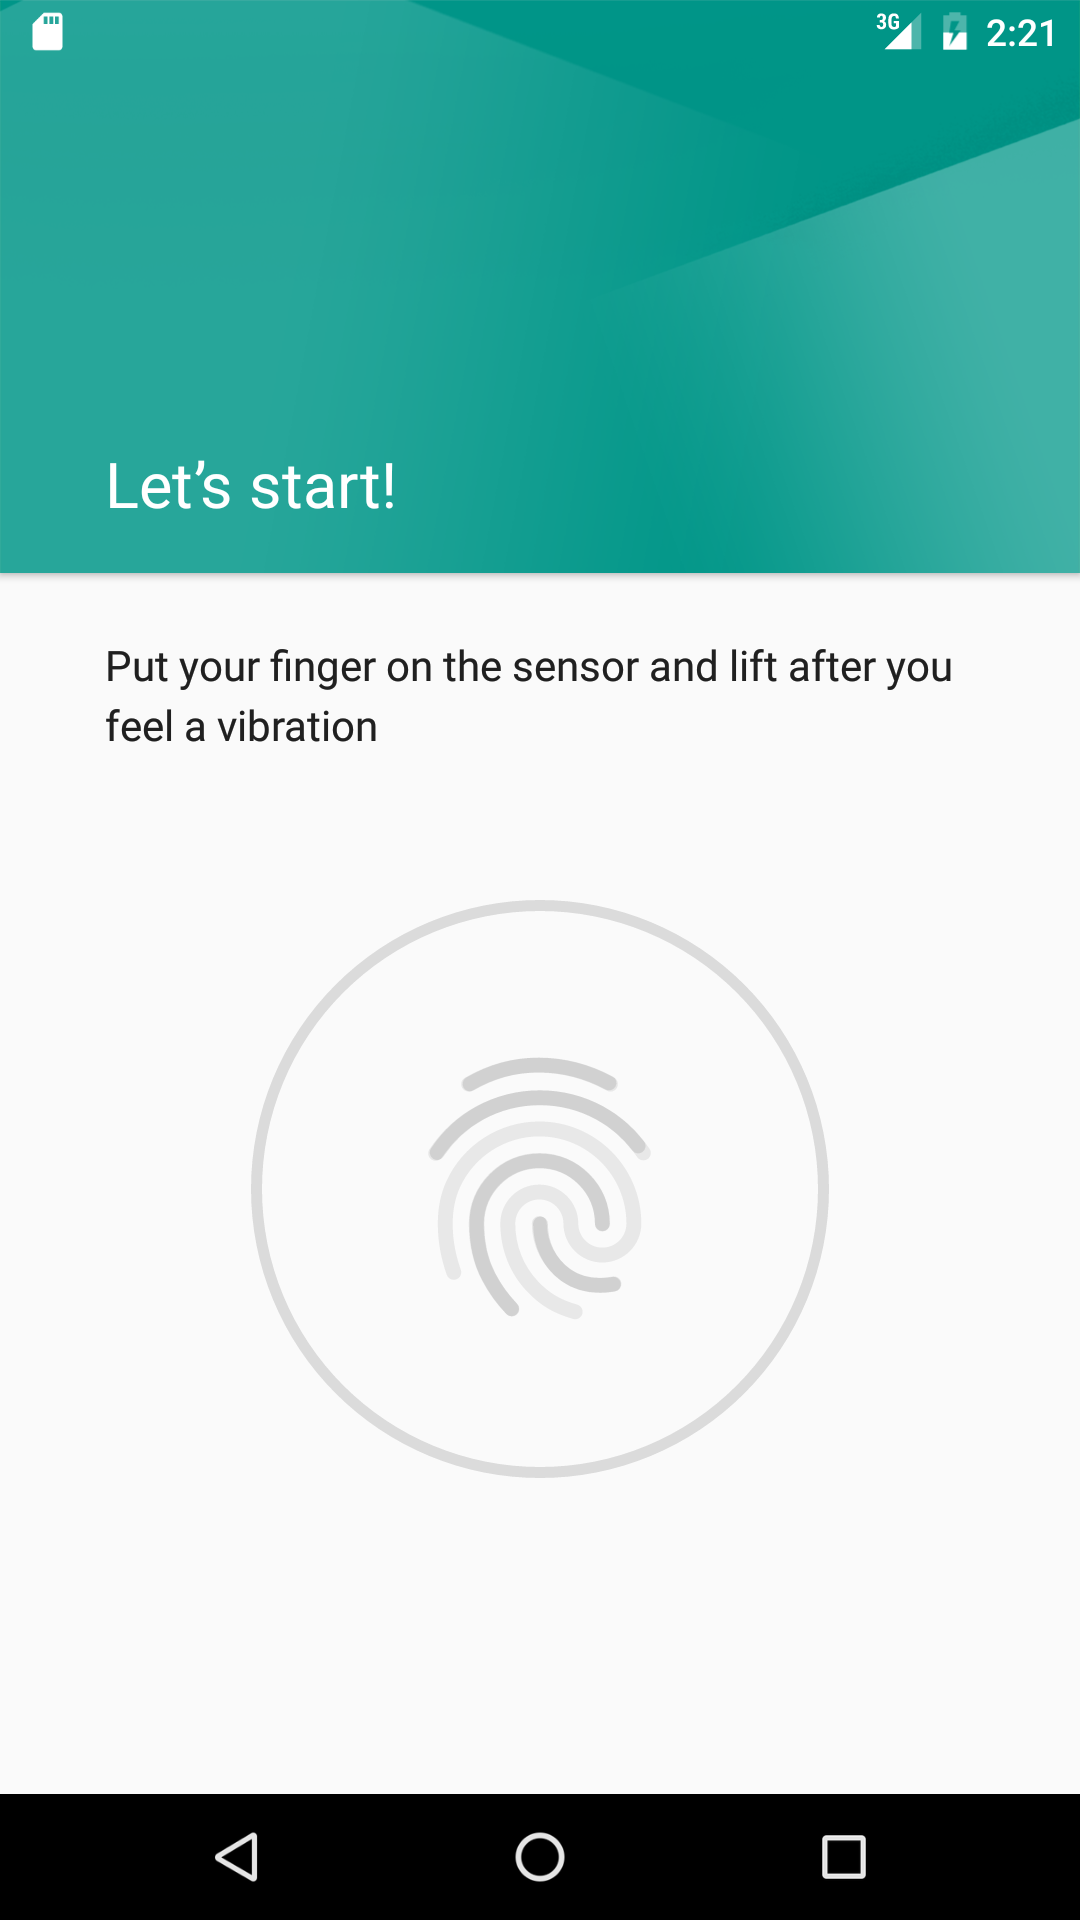 3G 2:21
Let’s start!
Put your finger on the sensor and lift after you
feel a vibration